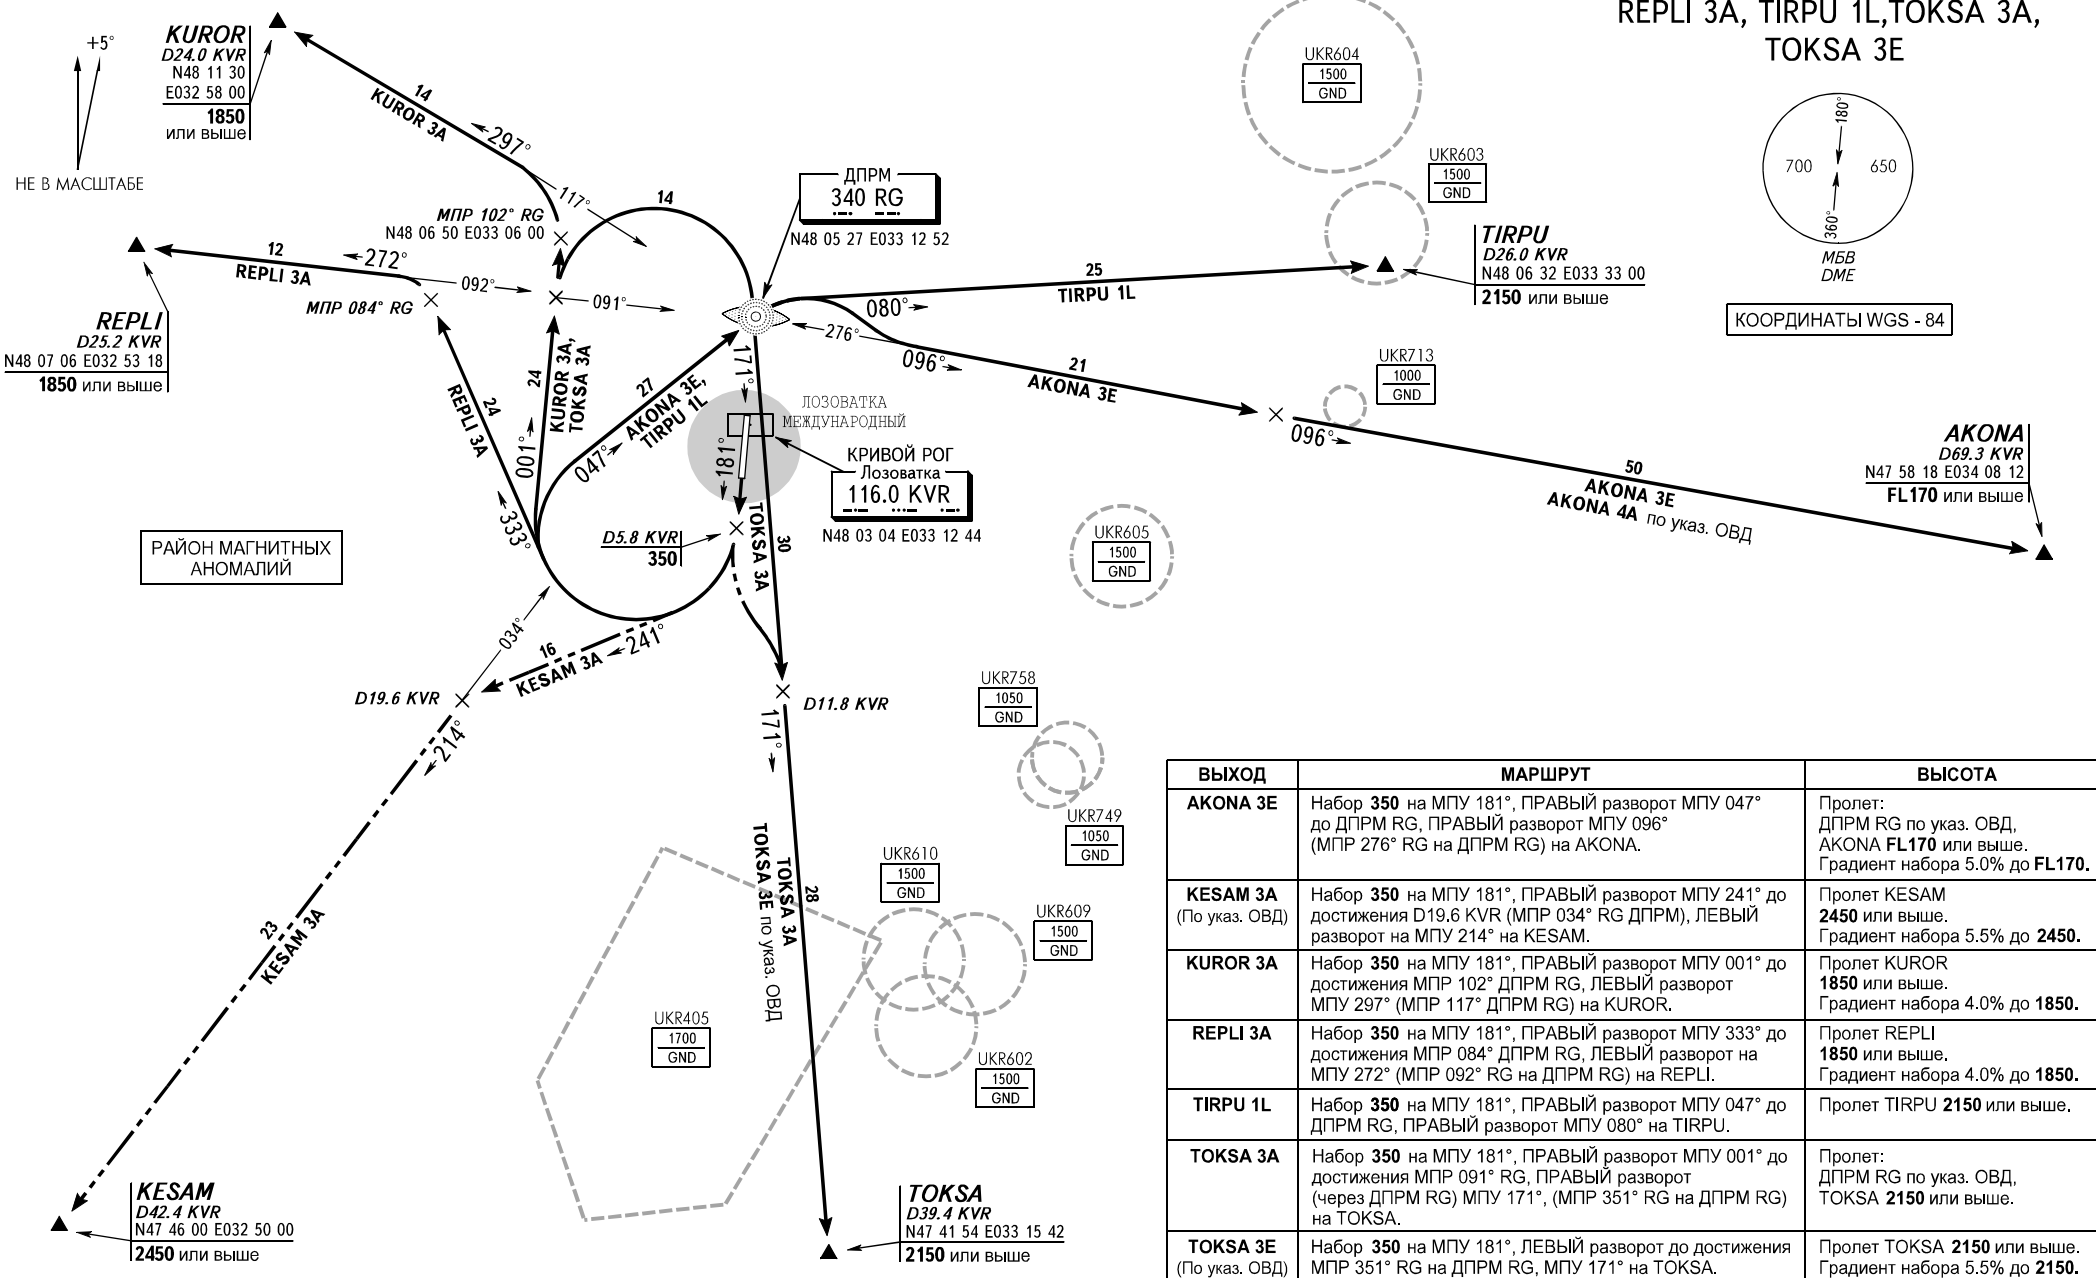 REPLI 3A, TIRPU 1L,TOKSA 3A,
TOKSA 3E
+5°
НЕ В МАСШТАБЕ
KUROR
D24.0 KVR
N48 11 30
E032 58 00
1850
или выше
14
KUROR 3A
297°
117°
МПР 102° RG
N48 06 50 E033 06 00
14
ДПРМ
340 RG
N48 05 27 E033 12 52
UKR604
1500
GND
UKR603
1500
GND
180°
700
650
360°
МБВ
DME
КООРДИНАТЫ WGS - 84
TIRPU
D26.0 KVR
N48 06 32 E033 33 00
2150 или выше
25
TIRPU 1L
080°
12
REPLI 3A
272°
092°
091°
МПР 084° RG
REPLI
D25.2 KVR
N48 07 06 E032 53 18
1850 или выше
276°
096°
21
AKONA 3E
UKR713
1000
GND
096°
50
AKONA 3E
AKONA 4A по указ. ОВД
AKONA
D69.3 KVR
N47 58 18 E034 08 12
FL170 или выше
24
REPLI 3A
333°
24
KUROR 3A,
TOKSA 3A
001°
27
AKONA 3E,
TIRPU 1L
047°
171°
ЛОЗОВАТКА
МЕЖДУНАРОДНЫЙ
181°
КРИВОЙ РОГ
Лозоватка
116.0 KVR
N48 03 04 E033 12 44
D5.8 KVR
350
TOKSA 3A
30
РАЙОН МАГНИТНЫХ
АНОМАЛИЙ
UKR605
1500
GND
034°
16
KESAM 3A
241°
D19.6 KVR
214°
D11.8 KVR
171°
UKR758
1050
GND
UKR749
1050
GND
23
KESAM 3A
28
TOKSA 3A
TOKSA 3E по указ. ОВД
UKR610
1500
GND
UKR609
1500
GND
UKR405
1700
GND
UKR602
1500
GND
KESAM
D42.4 KVR
N47 46 00 E032 50 00
2450 или выше
TOKSA
D39.4 KVR
N47 41 54 E033 15 42
2150 или выше
ВЫХОД МАРШРУТ ВЫСОТА
AKONA 3E
Набор 350 на МПУ 181°, ПРАВЫЙ разворот МПУ 047°
до ДПРМ RG, ПРАВЫЙ разворот МПУ 096°
(МПР 276° RG на ДПРМ RG) на AKONA.
Пролет:
ДПРМ RG по указ. ОВД,
AKONA FL170 или выше.
Градиент набора 5.0% до FL170.
KESAM 3A
(По указ. ОВД)
Набор 350 на МПУ 181°, ПРАВЫЙ разворот МПУ 241° до
достижения D19.6 KVR (МПР 034° RG ДПРМ), ЛЕВЫЙ
разворот на МПУ 214° на KESAM.
Пролет KESAM
2450 или выше.
Градиент набора 5.5% до 2450.
KUROR 3A
Набор 350 на МПУ 181°, ПРАВЫЙ разворот МПУ 001° до
достижения МПР 102° ДПРМ RG, ЛЕВЫЙ разворот
МПУ 297° (МПР 117° ДПРМ RG) на KUROR.
Пролет KUROR
1850 или выше.
Градиент набора 4.0% до 1850.
REPLI 3A
Набор 350 на МПУ 181°, ПРАВЫЙ разворот МПУ 333° до
достижения МПР 084° ДПРМ RG, ЛЕВЫЙ разворот на
МПУ 272° (МПР 092° RG на ДПРМ RG) на REPLI.
Пролет REPLI
1850 или выше.
Градиент набора 4.0% до 1850.
TIRPU 1L
Набор 350 на МПУ 181°, ПРАВЫЙ разворот МПУ 047° до
ДПРМ RG, ПРАВЫЙ разворот МПУ 080° на TIRPU.
Пролет TIRPU 2150 или выше.
TOKSA 3A
Набор 350 на МПУ 181°, ПРАВЫЙ разворот МПУ 001° до
достижения МПР 091° RG, ПРАВЫЙ разворот
(через ДПРМ RG) МПУ 171°, (МПР 351° RG на ДПРМ RG)
на TOKSA.
Пролет:
ДПРМ RG по указ. ОВД,
TOKSA 2150 или выше.
TOKSA 3E
(По указ. ОВД)
Набор 350 на МПУ 181°, ЛЕВЫЙ разворот до достижения
МПР 351° RG на ДПРМ RG, МПУ 171° на TOKSA.
Пролет TOKSA 2150 или выше.
Градиент набора 5.5% до 2150.